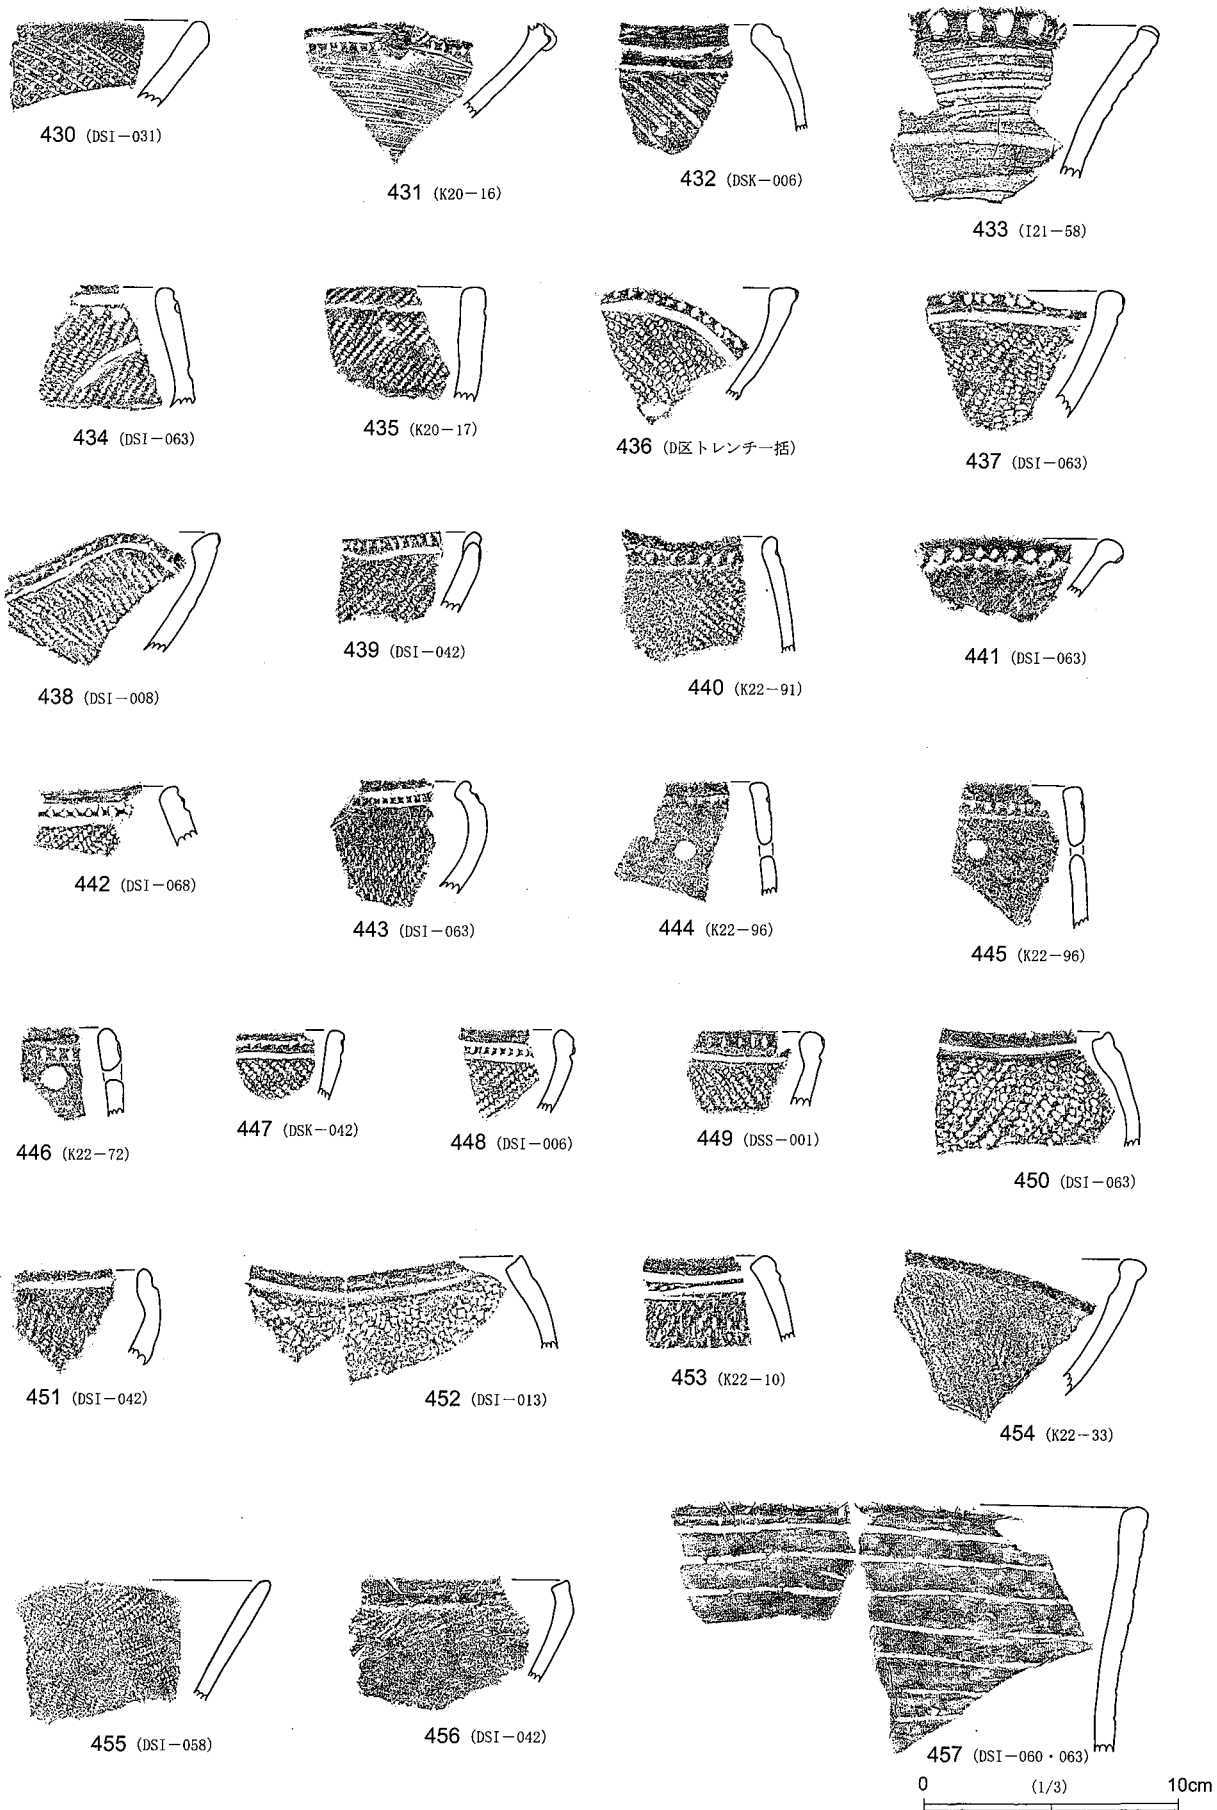 430 (DSI-031)
431 (K20-16)
432 (DSK-006)
433 (I21-58)
434 (DSI-063)
435 (K20-17)
436 (D区トレンチ一括)
437 (DSI-063)
438 (DSI-008)
439 (DSI-042)
440 (K22-91)
441 (DSI-063)
442 (DSI-068)
443 (DSI-063)
444 (K22-96)
445 (K22-96)
446 (K22-72)
447 (DSK-042)
448 (DSI-006)
449 (DSS-001)
450 (DSI-063)
451 (DSI-042)
452 (DSI-013)
453 (K22-10)
454 (K22-33)
455 (DSI-058)
456 (DSI-042)
457 (DSI-060・063)
0 (1/3) 10cm